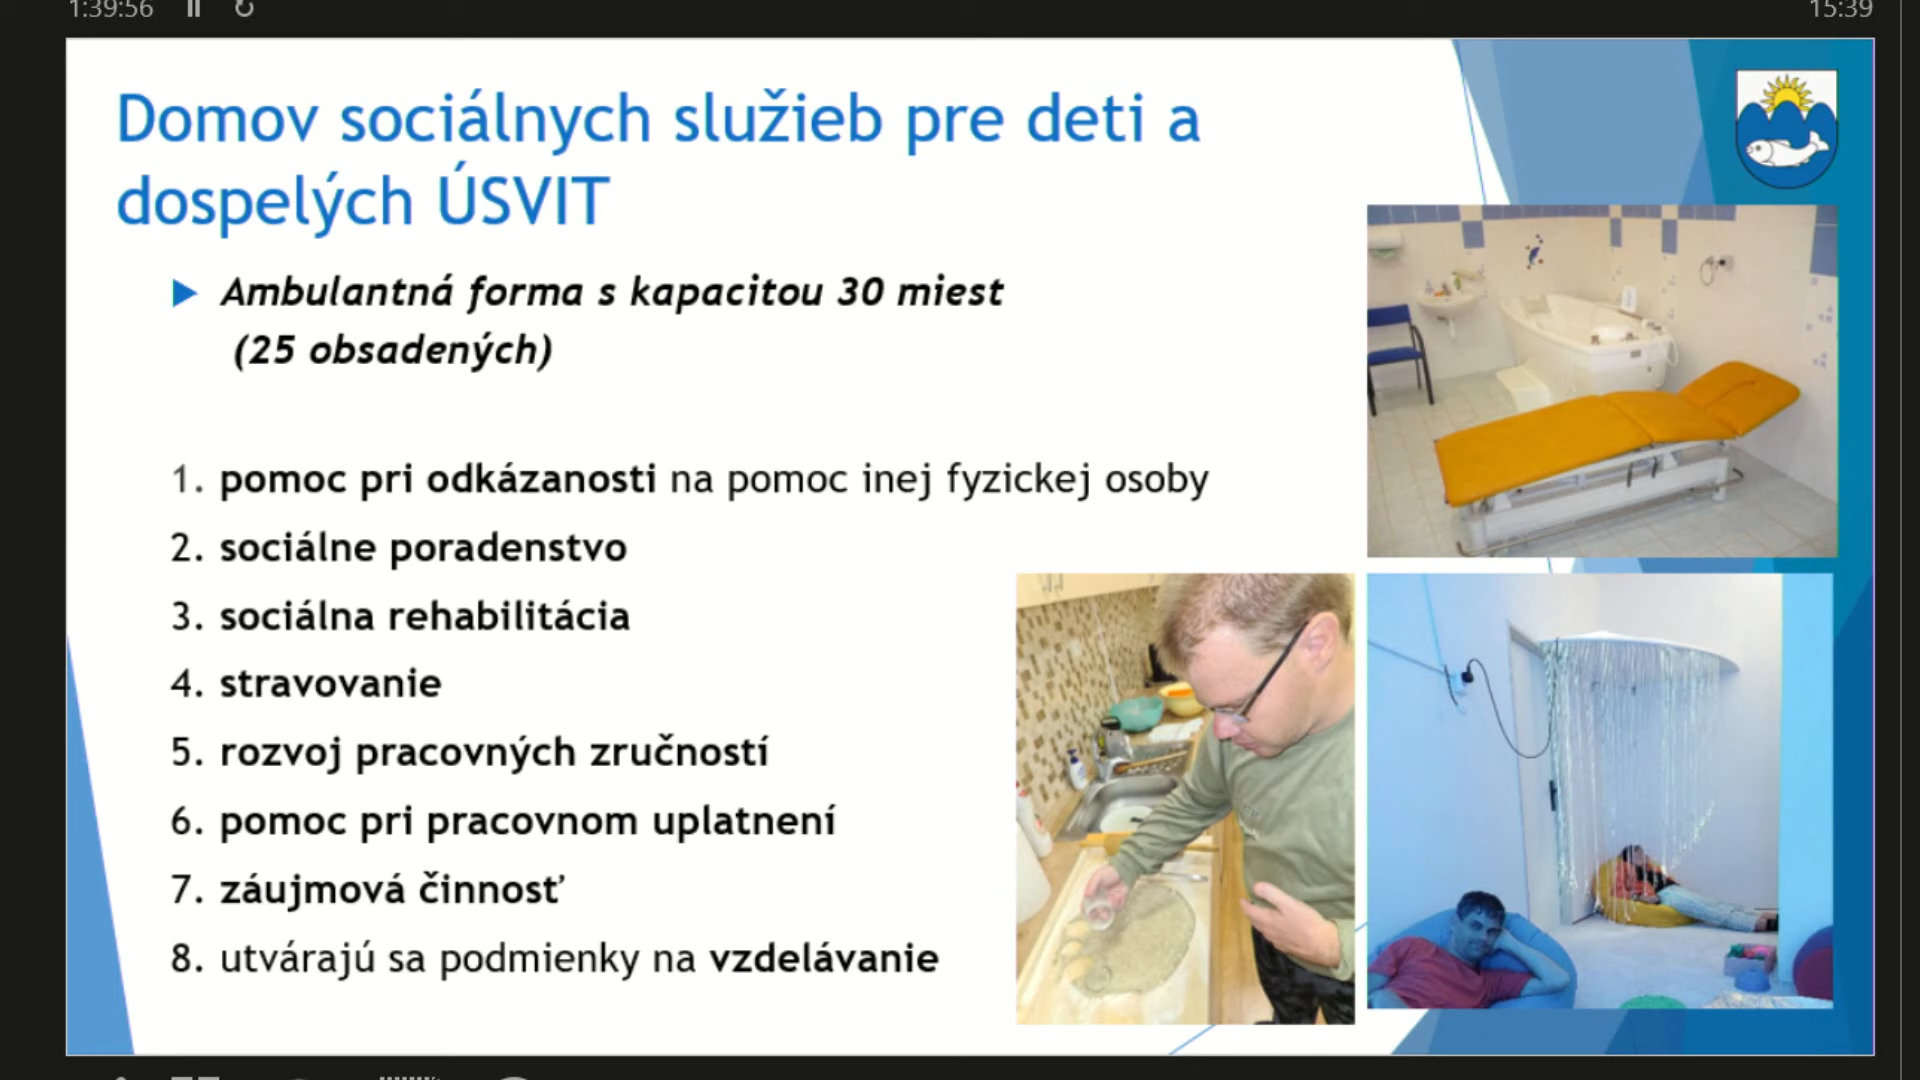 1:39:56
15:39
Domov sociálnych služieb pre deti a
dospelých ÚSVIT
Ambulantná forma s kapacitou 30 miest
(25 obsadených)
1. pomoc pri odkázanosti na pomoc inej fyzickej osoby
2. sociálne poradenstvo
3. sociálna rehabilitácia
4. stravovanie
5. rozvoj pracovných zručností
6. pomoc pri pracovnom uplatnení
7. záujmová činnosť
8. utvárajú sa podmienky na vzdelávanie